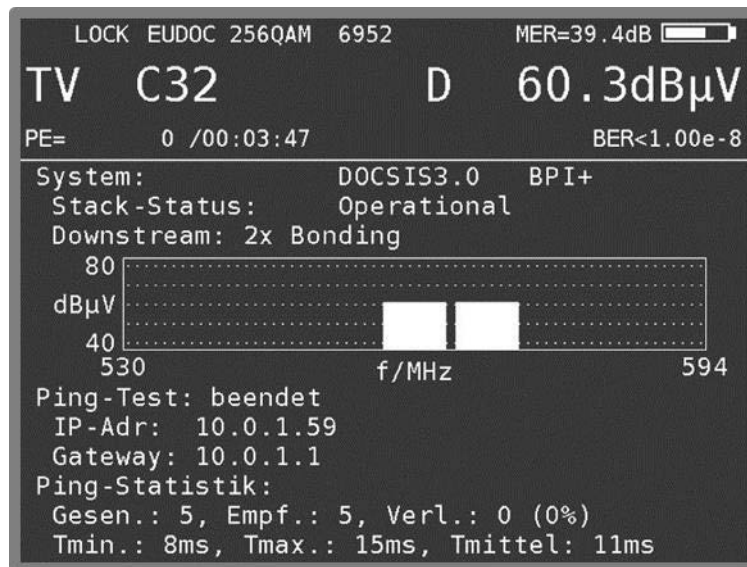 LOCK EUDOC 256QAM 6952 MER=39.4dB
TV C32 D 60.3dBµV
PE= 0 /00:03:47 BER<1.00e-8
System: DOCSIS3.0 BPI+
Stack-Status: Operational
Downstream: 2x Bonding
80
dBµV
40
530 f/MHz 594
Ping-Test: beendet
IP-Adr: 10.0.1.59
Gateway: 10.0.1.1
Ping-Statistik:
Gesen.: 5, Empf.: 5, Verl.: 0 (0%)
Tmin.: 8ms, Tmax.: 15ms, Tmittel: 11ms